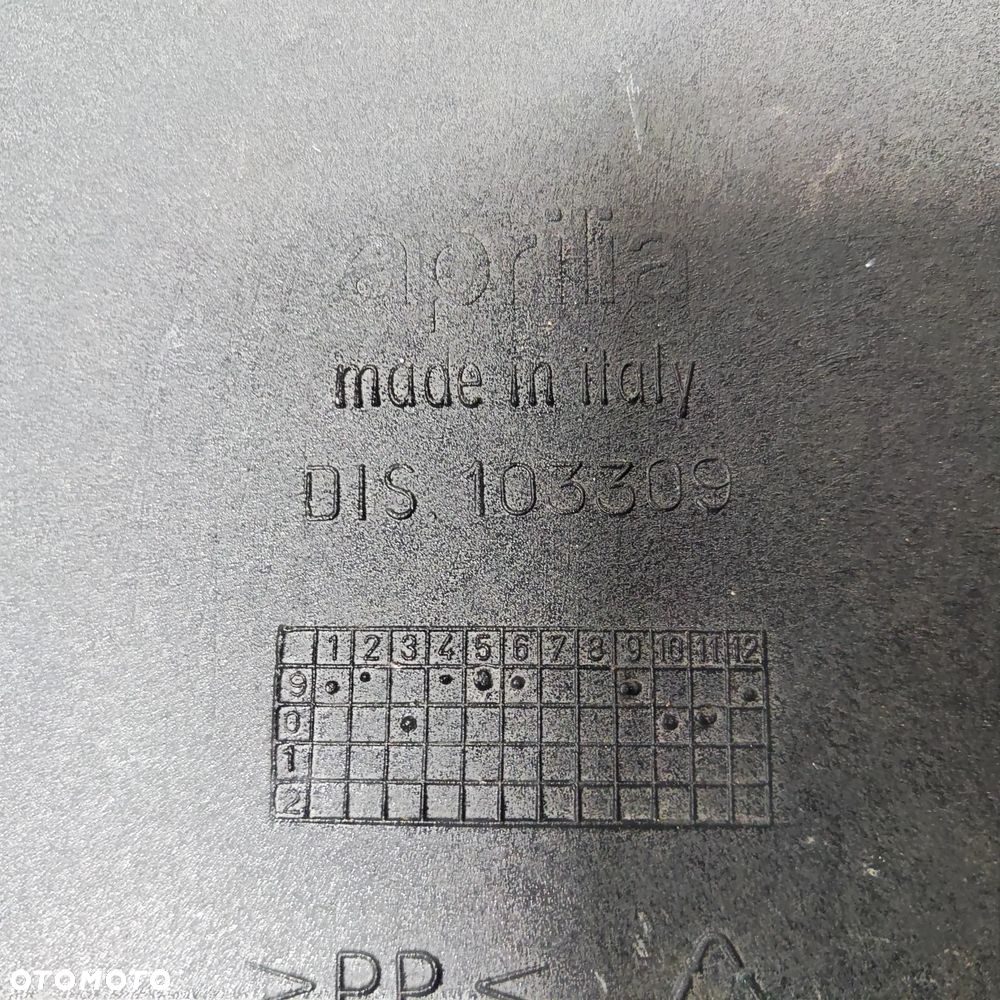 aprilia
made in italy
DIS. 103309
1 2 3 4 5 6 7 8 9 10 11 12
9
0
1
2
>PP<
OTOMOTO